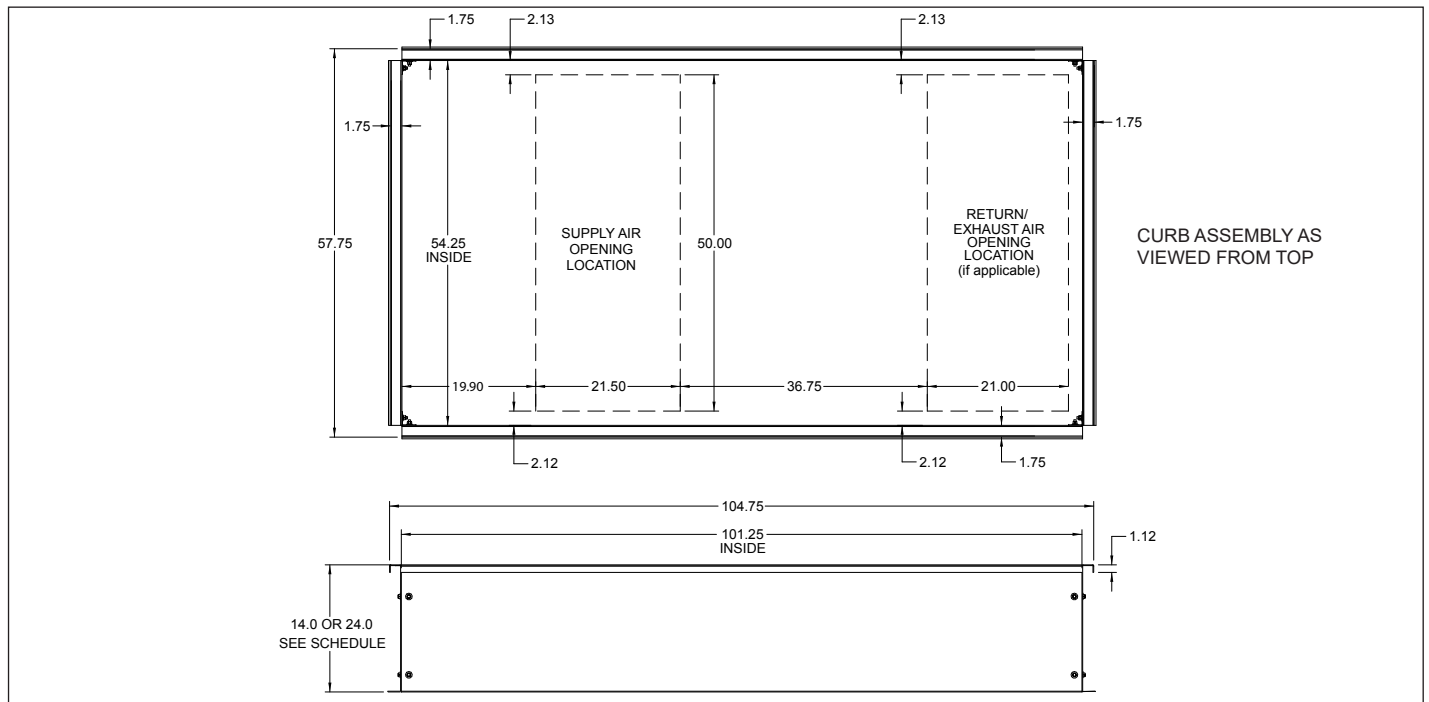 1.75
2.13
2.13
1.75
1.75
57.75
54.25
INSIDE
SUPPLY AIR
OPENING
LOCATION
50.00
RETURN/
EXHAUST AIR
OPENING
LOCATION
(if applicable)
CURB ASSEMBLY AS
VIEWED FROM TOP
19.90
21.50
36.75
21.00
2.12
2.12
1.75
104.75
101.25
INSIDE
1.12
14.0 OR 24.0
SEE SCHEDULE